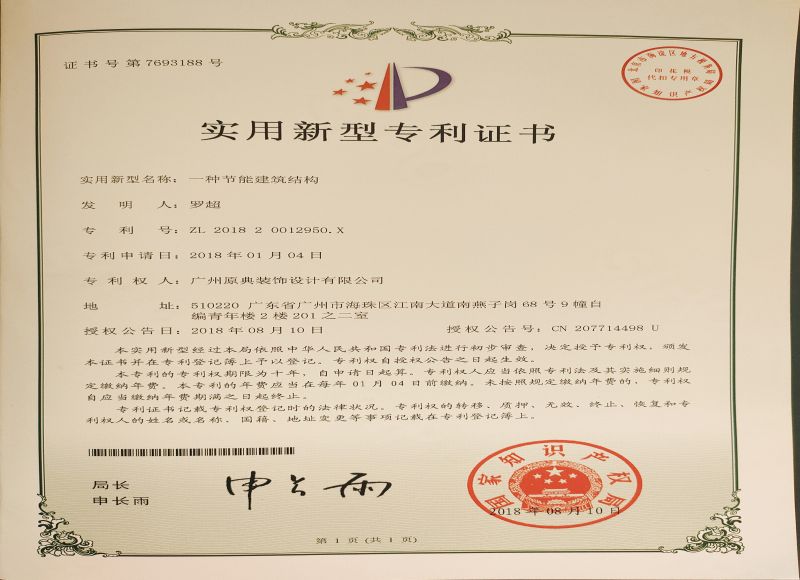 证书号第7693188号
印花税
代扣专用章
实用新型专利证书
实用新型名称：一种节能建筑结构
发明人：罗超
专利号：ZL 2018 2 0012950.X
专利申请日：2018年01月04日
专利权人：广州原典装饰设计有限公司
地址：510220 广东省广州市海珠区江南大道南燕子岗68号9幢自
编青年楼2楼201之二室
授权公告日：2018年08月10日 授权公告号：CN 207714498 U
本实用新型经过本局依照中华人民共和国专利法进行初步审查，决定授予专利权，颁发
本证书并在专利登记簿上予以登记。专利权自授权公告之日起生效。
本专利的专利权期限为十年，自申请日起算。专利权人应当依照专利法及其实施细则规
定缴纳年费。本专利的年费应当在每年01月04日前缴纳。未按照规定缴纳年费的，专利权
自应当缴纳年费期满之日起终止。
专利证书记载专利权登记时的法律状况。专利权的转移、质押、无效、终止、恢复和专
利权人的姓名或名称、国籍、地址变更等事项记载在专利登记簿上。
局长
申长雨
申长雨
国家知识产权局
2018年08月10日
第1页(共1页)